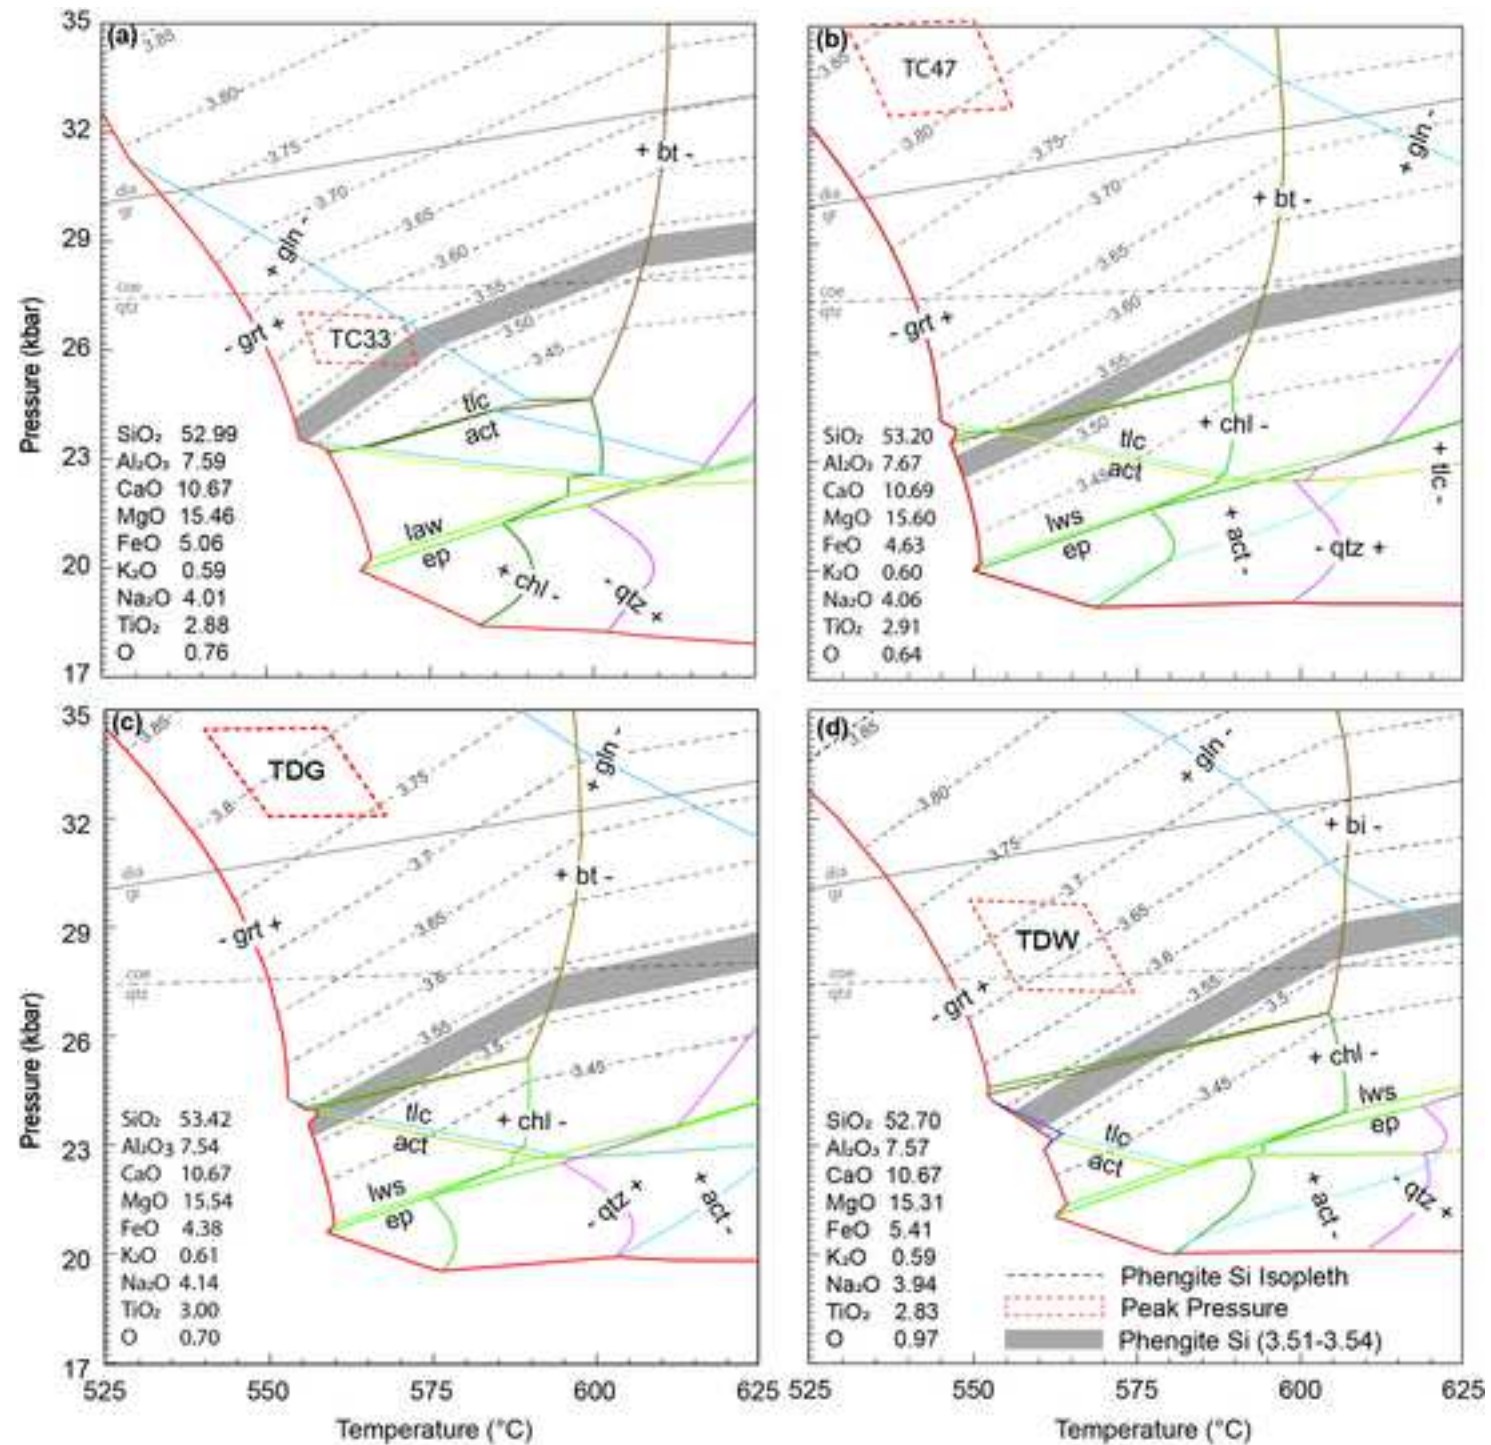 35
32
29
26
23
20
17
Pressure (kbar)
(a)
3.85
3.80
3.75
3.70
3.65
3.60
3.55
3.50
3.45
dia
gr
coe
qtz
+ gln -
+ bt -
- grt +
TC33
tlc
act
law
ep
+ chl -
- qtz +
SiO₂ 52.99
Al₂O₃ 7.59
CaO 10.67
MgO 15.46
FeO 5.06
K₂O 0.59
Na₂O 4.01
TiO₂ 2.88
O 0.76
(b)
TC47
3.85
3.80
3.75
3.70
3.65
3.60
3.55
3.50
3.45
dia
gr
coe
qtz
+ gln -
+ bt -
- grt +
+ chl -
tlc
act
+ tlc -
lws
ep
+ act -
- qtz +
SiO₂ 53.20
Al₂O₃ 7.67
CaO 10.69
MgO 15.60
FeO 4.63
K₂O 0.60
Na₂O 4.06
TiO₂ 2.91
O 0.64
35
32
29
26
23
20
17
Pressure (kbar)
(c)
TDG
3.85
3.8
3.75
3.7
3.65
3.6
3.55
3.5
3.45
dia
gr
coe
qtz
+ gln -
+ bt -
- grt +
tlc
act
+ chl -
lws
ep
- qtz +
+ act -
SiO₂ 53.42
Al₂O₃ 7.54
CaO 10.67
MgO 15.54
FeO 4.38
K₂O 0.61
Na₂O 4.14
TiO₂ 3.00
O 0.70
525 550 575 600 625
Temperature (°C)
(d)
3.85
3.80
3.75
3.7
3.65
3.6
3.55
3.5
3.45
dia
gr
coe
qtz
+ gln -
+ bi -
TDW
- grt +
+ chl -
lws
ep
tlc
act
+ act -
- qtz +
SiO₂ 52.70
Al₂O₃ 7.57
CaO 10.67
MgO 15.31
FeO 5.41
K₂O 0.59
Na₂O 3.94
TiO₂ 2.83
O 0.97
Phengite Si Isopleth
Peak Pressure
Phengite Si (3.51-3.54)
525 550 575 600 625
Temperature (°C)